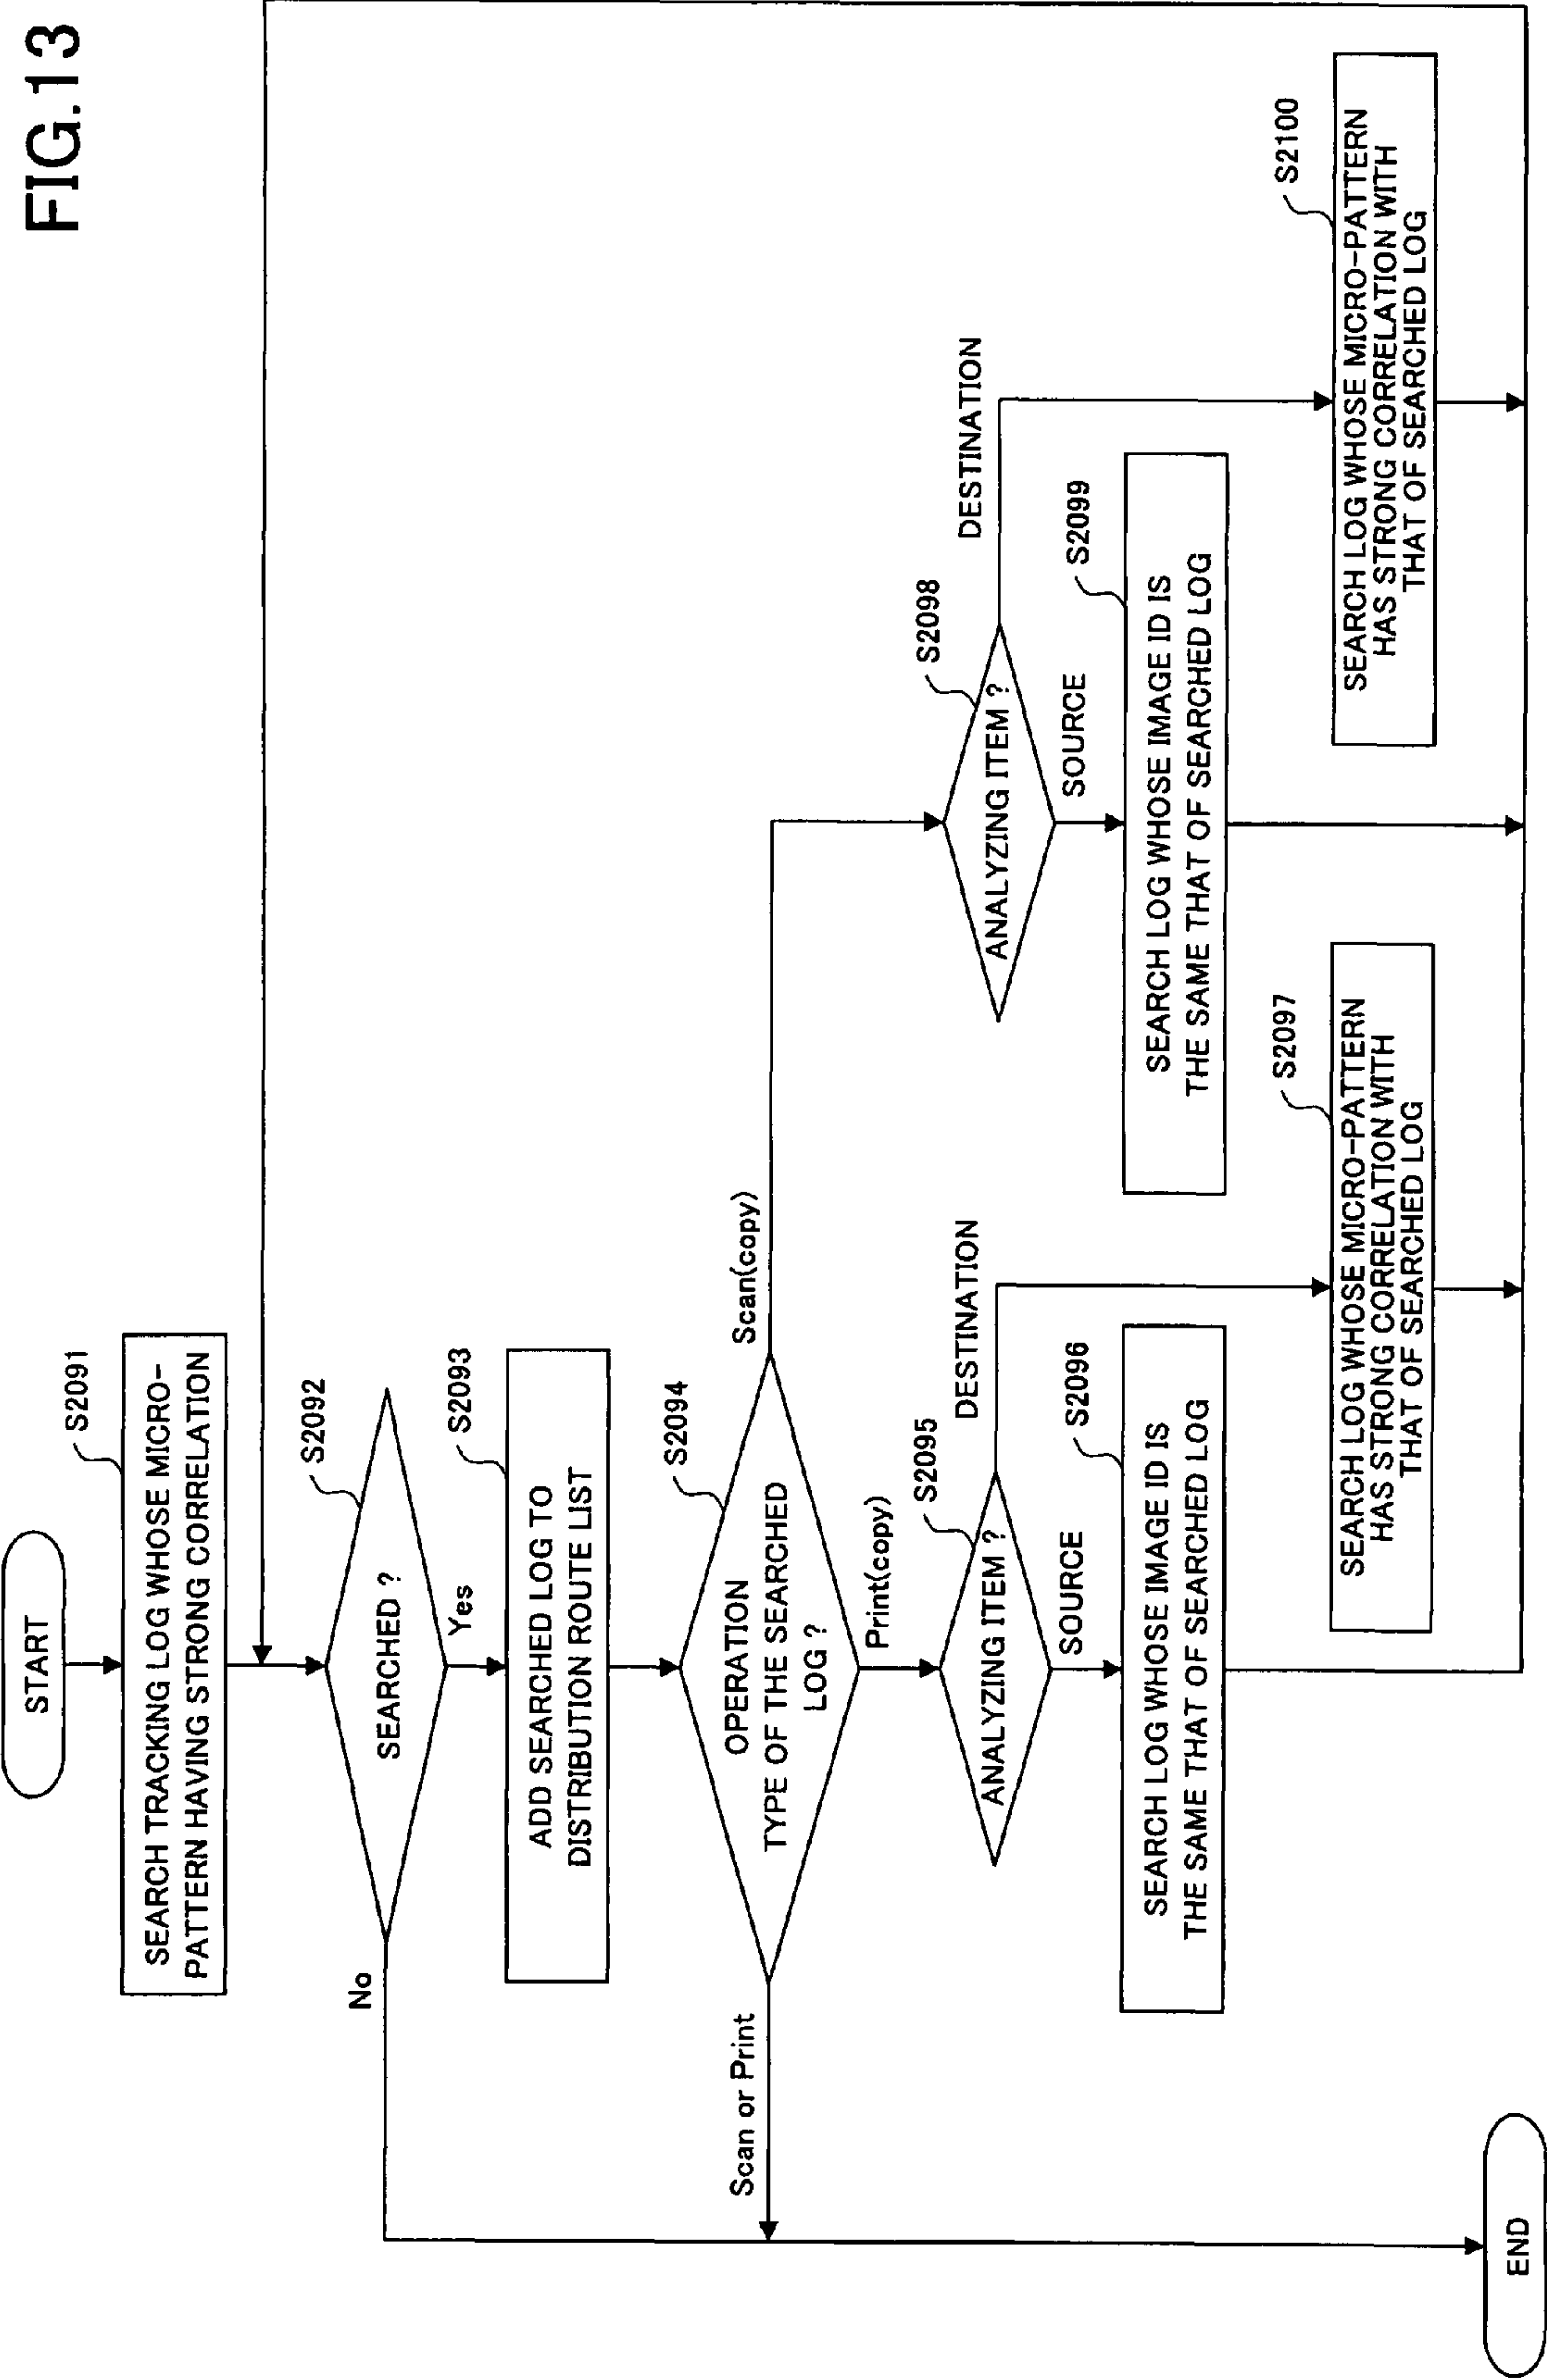 FIG.13
START
S2091
SEARCH TRACKING LOG WHOSE MICRO-
PATTERN HAVING STRONG CORRELATION
S2092
SEARCHED ?
No
Yes
S2093
ADD SEARCHED LOG TO
DISTRIBUTION ROUTE LIST
S2094
OPERATION
TYPE OF THE SEARCHED
LOG ?
Scan or Print
Scan(copy)
Print(copy)
S2095
ANALYZING ITEM ?
DESTINATION
SOURCE
S2096
SEARCH LOG WHOSE IMAGE ID IS
THE SAME THAT OF SEARCHED LOG
S2097
SEARCH LOG WHOSE MICRO-PATTERN
HAS STRONG CORRELATION WITH
THAT OF SEARCHED LOG
S2098
ANALYZING ITEM ?
DESTINATION
SOURCE
S2099
SEARCH LOG WHOSE IMAGE ID IS
THE SAME THAT OF SEARCHED LOG
S2100
SEARCH LOG WHOSE MICRO-PATTERN
HAS STRONG CORRELATION WITH
THAT OF SEARCHED LOG
END